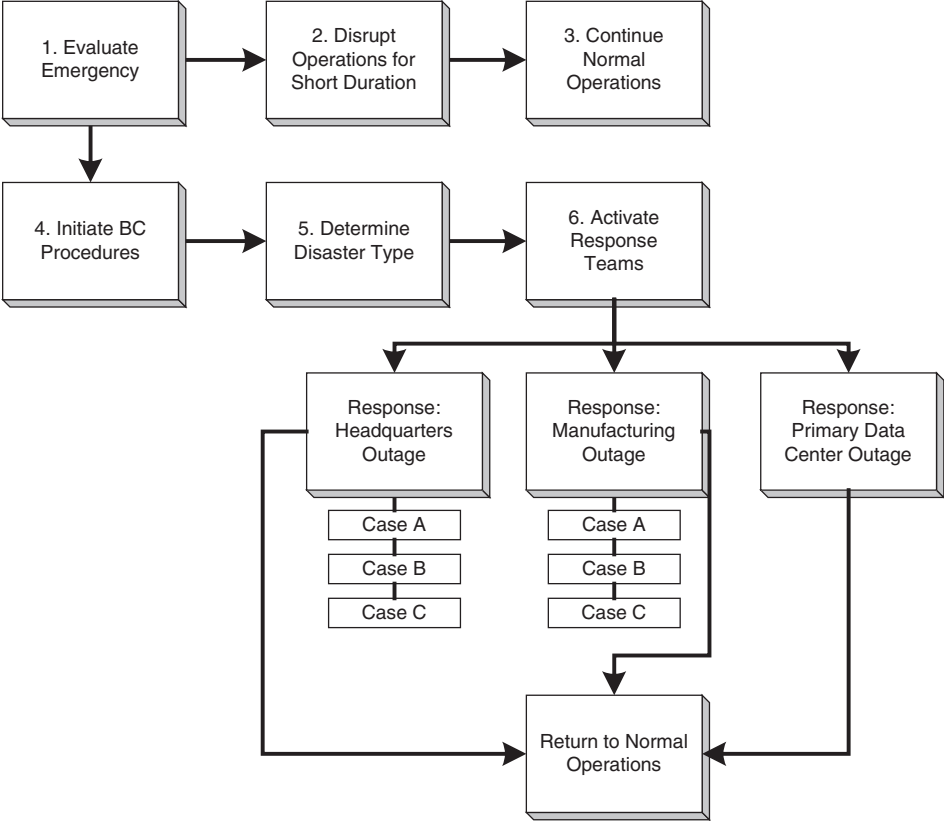 1. Evaluate
Emergency
2. Disrupt
Operations for
Short Duration
3. Continue
Normal
Operations
4. Initiate BC
Procedures
5. Determine
Disaster Type
6. Activate
Response
Teams
Response:
Headquarters
Outage
Response:
Manufacturing
Outage
Response:
Primary Data
Center Outage
Case A
Case B
Case C
Case A
Case B
Case C
Return to Normal
Operations